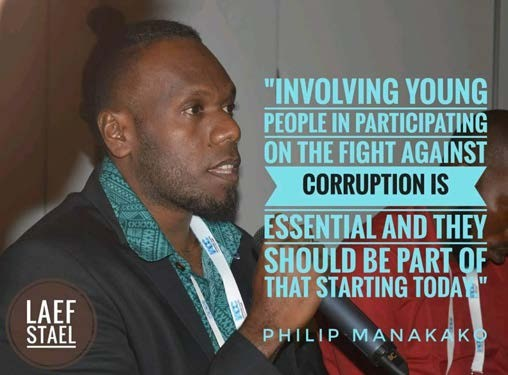 "INVOLVING YOUNG
PEOPLE IN PARTICIPATING
ON THE FIGHT AGAINST
CORRUPTION IS
ESSENTIAL AND THEY
SHOULD BE PART OF
THAT STARTING TODAY"
PHILIP MANAKAKO
LAEF
STAEL